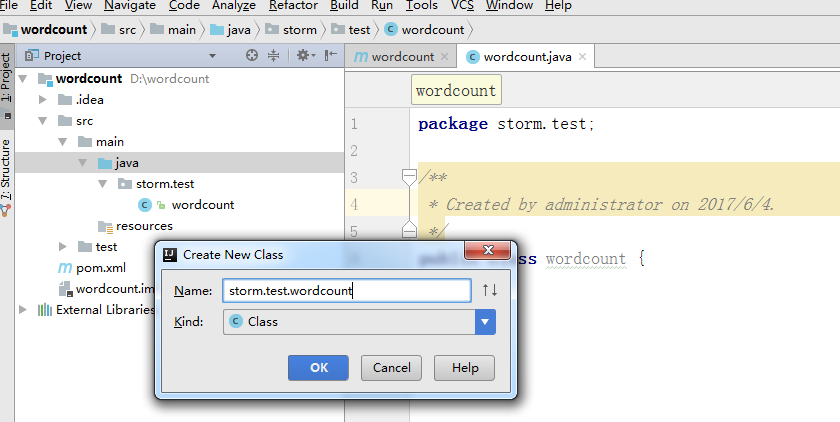 File Edit View Navigate Code Analyze Refactor Build Run Tools VCS Window Help
wordcount src main java storm test wordcount
1: Project
7: Structure
Project
wordcount D:\wordcount
.idea
src
main
java
storm.test
wordcount
resources
test
pom.xml
wordcount.im
External Libraries
wordcount wordcount.java
wordcount
1 package storm.test;
2
3 /**
4 * Created by administrator on 2017/6/4.
5 */
class wordcount {
Create New Class
Name: storm.test.wordcount
Kind: Class
OK Cancel Help